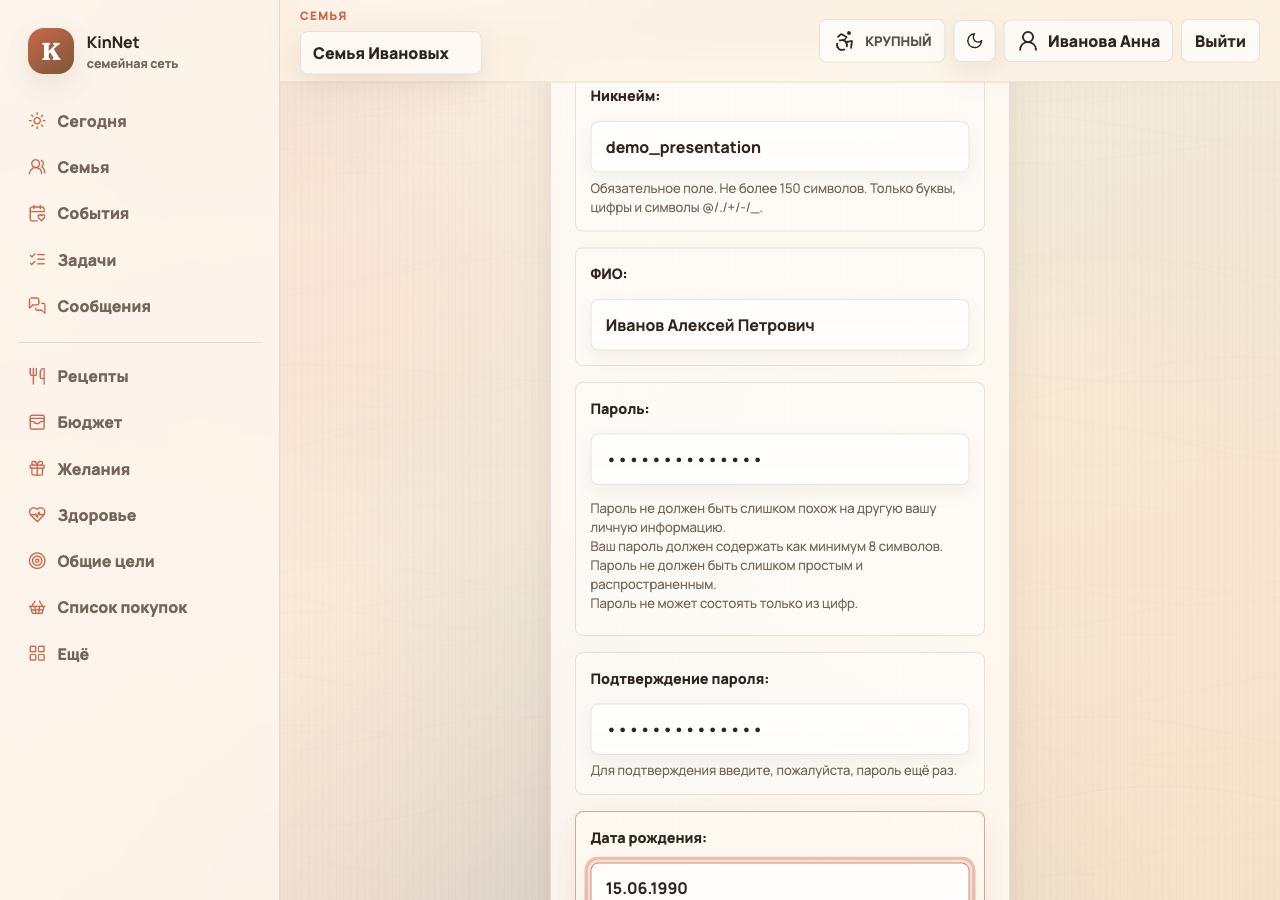 K
KinNet
семейная сеть
Сегодня
Семья
События
Задачи
Сообщения
Рецепты
Бюджет
Желания
Здоровье
Общие цели
Список покупок
Ещё
СЕМЬЯ
Семья Ивановых
КРУПНЫЙ
Иванова Анна
Выйти
Никнейм:
demo_presentation
Обязательное поле. Не более 150 символов. Только буквы,
цифры и символы @/./+/-/_.
ФИО:
Иванов Алексей Петрович
Пароль:
••••••••••••••
Пароль не должен быть слишком похож на другую вашу
личную информацию.
Ваш пароль должен содержать как минимум 8 символов.
Пароль не должен быть слишком простым и
распространенным.
Пароль не может состоять только из цифр.
Подтверждение пароля:
••••••••••••••
Для подтверждения введите, пожалуйста, пароль ещё раз.
Дата рождения:
15.06.1990